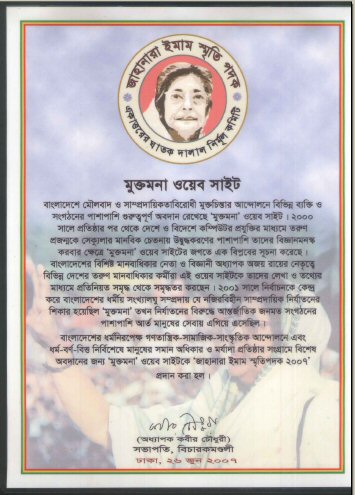 জাহানারা ইমাম স্মৃতি পদক
একাত্তরের ঘাতক দালাল নির্মূল কমিটি
মুক্তমনা ওয়েব সাইট
বাংলাদেশে মৌলবাদ ও সাম্প্রদায়িকতাবিরোধী মুক্তচিন্তার আন্দোলনে বিভিন্ন ব্যক্তি ও
সংগঠনের পাশাপাশি গুরুত্বপূর্ণ অবদান রেখেছে 'মুক্তমনা' ওয়েব সাইট । ২০০০
সালে প্রতিষ্ঠার পর থেকে দেশে ও বিদেশে কম্পিউটার প্রযুক্তির মাধ্যমে তরুণ
প্রজন্মকে সেক্যুলার মানবিক চেতনায় উদ্বুদ্ধকরণের পাশাপাশি তাদের বিজ্ঞানমনস্ক
করবার ক্ষেত্রে 'মুক্তমনা' ওয়েব সাইটের জগতে এক বিপ্লবের সূচনা করেছে ।
বাংলাদেশের বিশিষ্ট মানবাধিকার নেতা ও বিজ্ঞানী অধ্যাপক অজয় রায়ের নেতৃত্বে
বিভিন্ন দেশের তরুণ মানবাধিকার কর্মীরা এই ওয়েব সাইটকে তাদের লেখা ও তথ্যের
মাধ্যমে প্রতিনিয়ত সমৃদ্ধ থেকে সমৃদ্ধতর করছেন । ২০০১ সালে নির্বাচনকে কেন্দ্র
করে বাংলাদেশের ধর্মীয় সংখ্যালঘু সম্প্রদায় যে নজিরবিহীন সাম্প্রদায়িক নির্যাতনের
শিকার হয়েছিল 'মুক্তমনা' তখন নির্যাতনের বিরুদ্ধে আন্তর্জাতিক জনমত সংগঠনের
পাশাপাশি আর্ত মানুষের সেবায় এগিয়ে এসেছিল ।
বাংলাদেশের ধর্মনিরপেক্ষ গণতান্ত্রিক-সামাজিক-সাংস্কৃতিক আন্দোলনে এবং
ধর্ম-বর্ণ-বিত্ত নির্বিশেষে মানুষের সমান অধিকার ও মর্যাদা প্রতিষ্ঠার সংগ্রামে বিশেষ
অবদানের জন্য 'মুক্তমনা' ওয়েব সাইটকে 'জাহানারা ইমাম স্মৃতিপদক ২০০৭'
প্রদান করা হল ।
(অধ্যাপক কবীর চৌধুরী)
সভাপতি, বিচারকমণ্ডলী
ঢাকা, ২৬ জুন ২০০৭